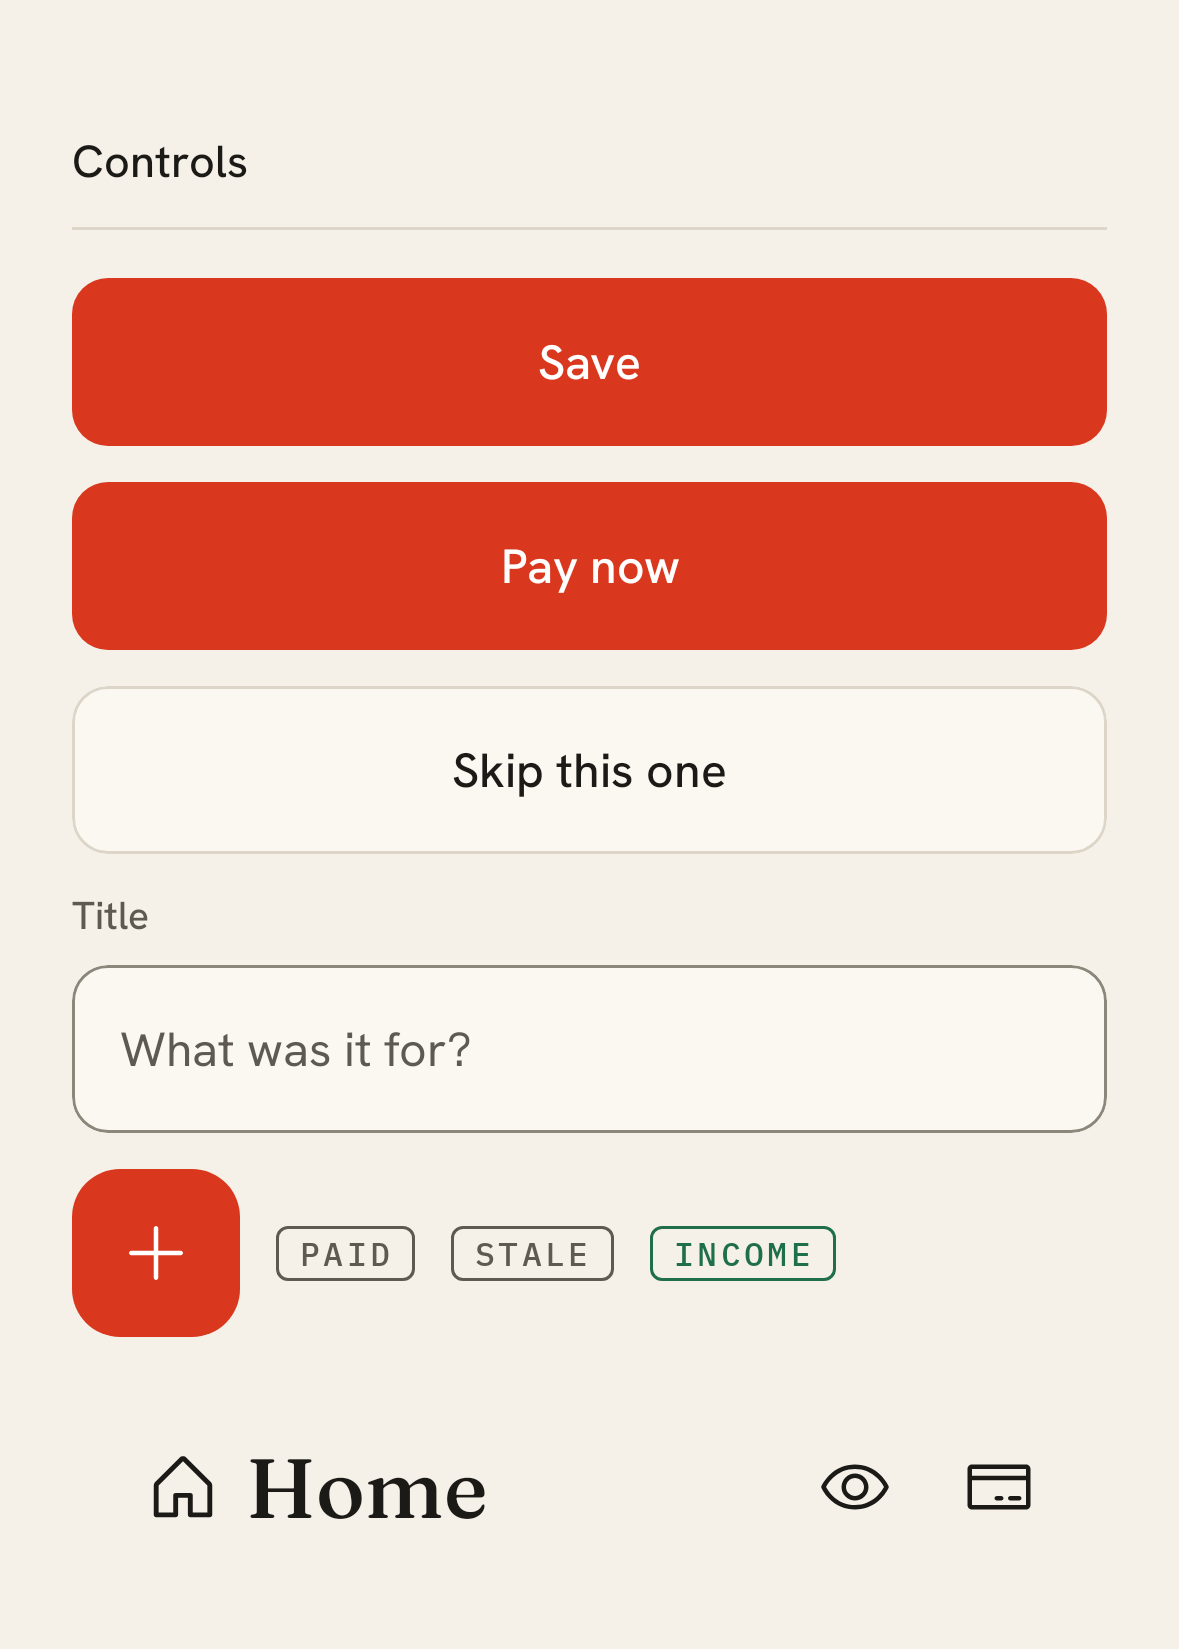 Controls
Save
Pay now
Skip this one
Title
What was it for?
PAID STALE INCOME
Home